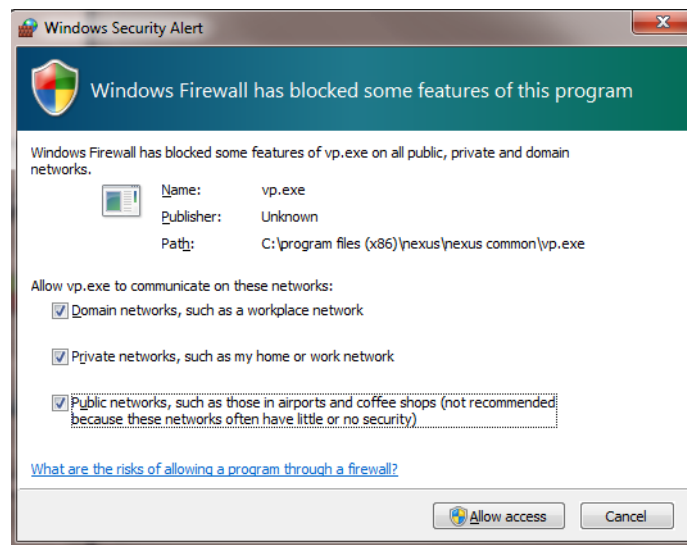 Windows Security Alert
Windows Firewall has blocked some features of this program
Windows Firewall has blocked some features of vp.exe on all public, private and domain
networks.
Name: vp.exe
Publisher: Unknown
Path: C:\program files (x86)\nexus\nexus common\vp.exe
Allow vp.exe to communicate on these networks:
Domain networks, such as a workplace network
Private networks, such as my home or work network
Public networks, such as those in airports and coffee shops (not recommended
because these networks often have little or no security)
What are the risks of allowing a program through a firewall?
Allow access Cancel